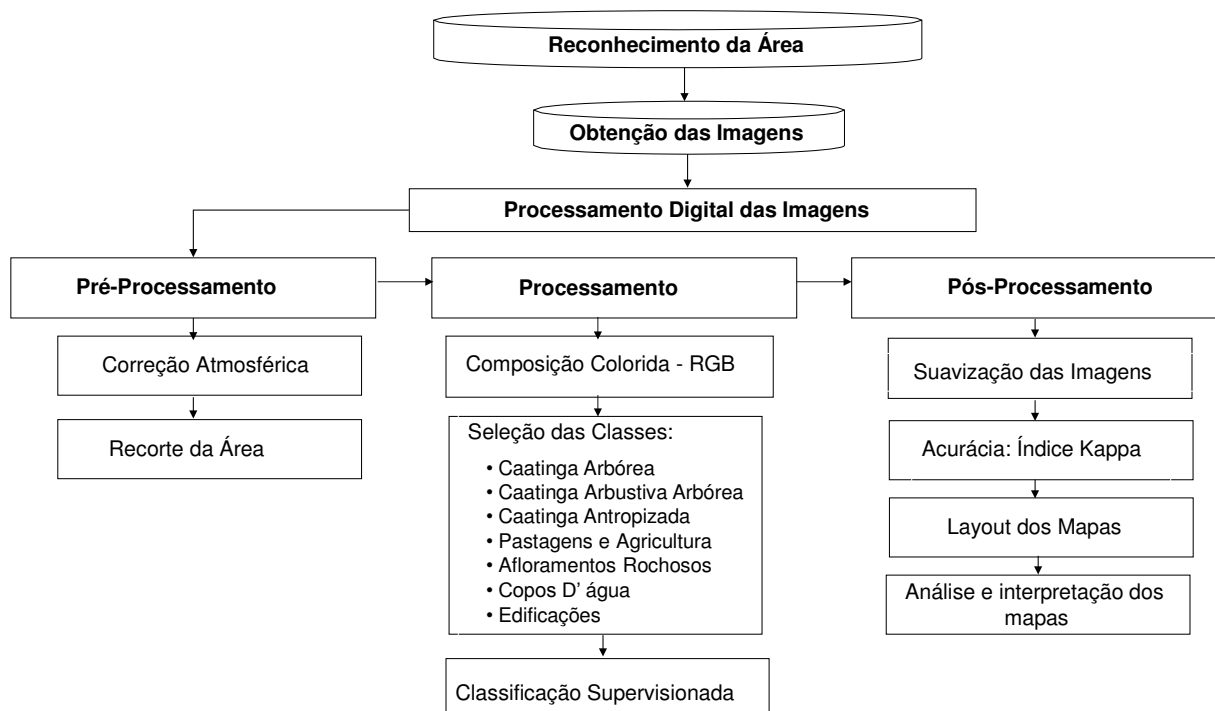 Reconhecimento da Área
Obtenção das Imagens
Processamento Digital das Imagens
Pré-Processamento
Correção Atmosférica
Recorte da Área
Processamento
Composição Colorida - RGB
Seleção das Classes:
• Caatinga Arbórea
• Caatinga Arbustiva Arbórea
• Caatinga Antropizada
• Pastagens e Agricultura
• Afloramentos Rochosos
• Copos D' água
• Edificações
Classificação Supervisionada
Pós-Processamento
Suavização das Imagens
Acurácia: Índice Kappa
Layout dos Mapas
Análise e interpretação dos
mapas